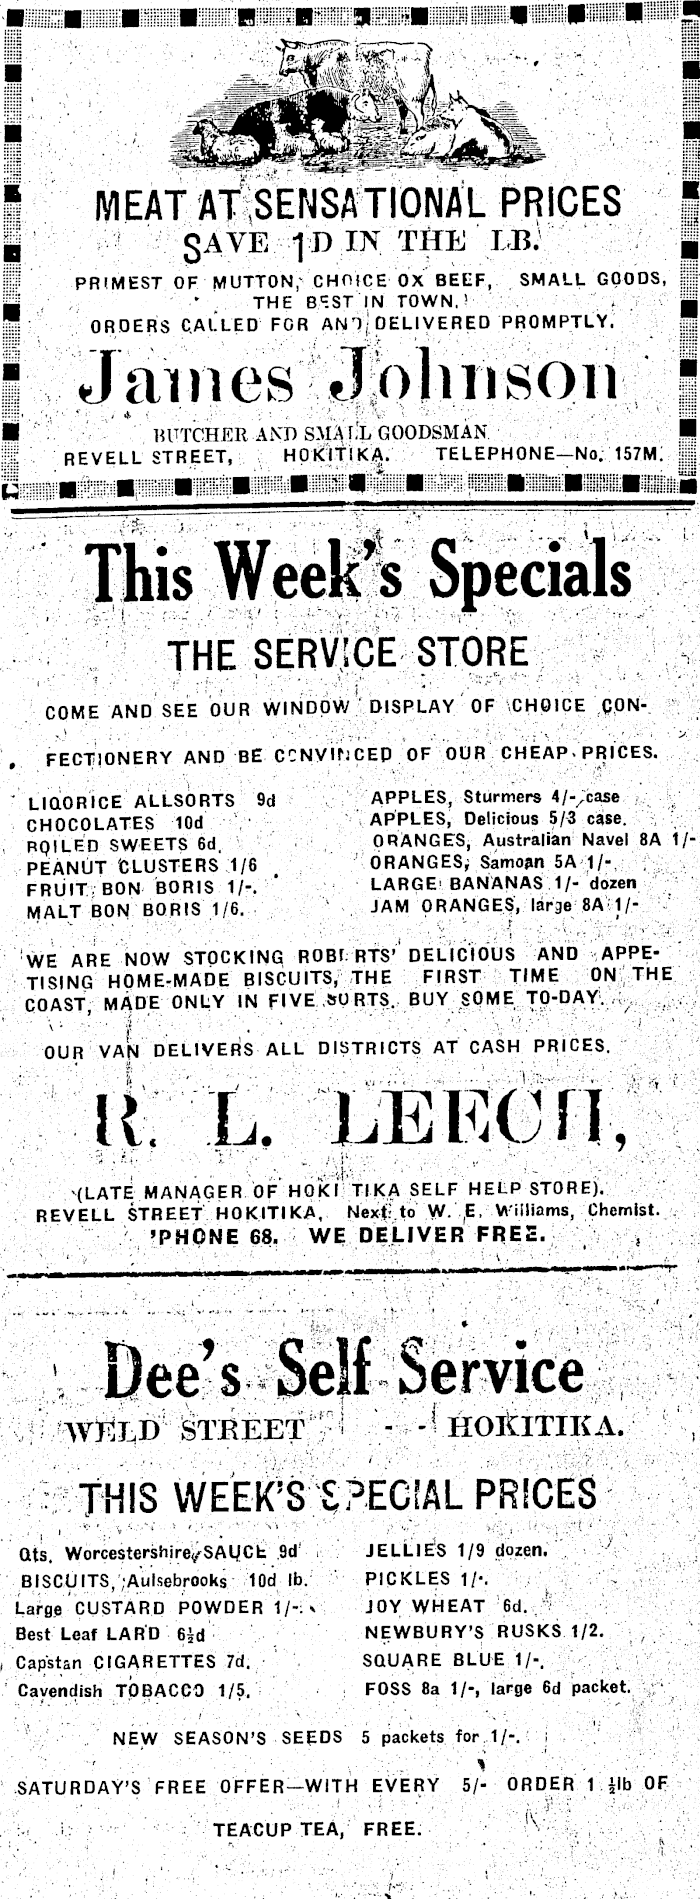 MEAT AT SENSATIONAL PRICES
SAVE 1D IN THE LB.
PRIMEST OF MUTTON, CHOICE OX BEEF, SMALL GOODS,
THE BEST IN TOWN.
ORDERS CALLED FOR AND DELIVERED PROMPTLY.
James Johnson
BUTCHER AND SMALL GOODSMAN
REVELL STREET, HOKITIKA. TELEPHONE—No. 157M.
This Week's Specials
THE SERVICE STORE
COME AND SEE OUR WINDOW DISPLAY OF CHOICE CON-
FECTIONERY AND BE CONVINCED OF OUR CHEAP PRICES.
LIQORICE ALLSORTS 9d
CHOCOLATES 10d
ROILED SWEETS 6d.
PEANUT CLUSTERS 1/6
FRUIT BON BORIS 1/-.
MALT BON BORIS 1/6.
APPLES, Sturmers 4/- case
APPLES, Delicious 5/3 case.
ORANGES, Australian Navel 8A 1/-
ORANGES, Samoan 5A 1/-
LARGE BANANAS 1/- dozen
JAM ORANGES, large 8A 1/-
WE ARE NOW STOCKING ROBERTS' DELICIOUS AND APPE-
TISING HOME-MADE BISCUITS, THE FIRST TIME ON THE
COAST, MADE ONLY IN FIVE SORTS. BUY SOME TO-DAY.
OUR VAN DELIVERS ALL DISTRICTS AT CASH PRICES.
R. L. LEECH,
(LATE MANAGER OF HOKITIKA SELF HELP STORE).
REVELL STREET HOKITIKA, Next to W. E. Williams, Chemist.
'PHONE 68. WE DELIVER FREE.
Dee's Self Service
WELD STREET - - HOKITIKA.
THIS WEEK'S SPECIAL PRICES
Qts. Worcestershire SAUCE 9d
BISCUITS, Aulsebrooks 10d lb.
Large CUSTARD POWDER 1/-.
Best Leaf LARD 6½d
Capstan CIGARETTES 7d.
Cavendish TOBACCO 1/5.
JELLIES 1/9 dozen.
PICKLES 1/-.
JOY WHEAT 6d.
NEWBURY'S RUSKS 1/2.
SQUARE BLUE 1/-.
FOSS 8a 1/-, large 6d packet.
NEW SEASON'S SEEDS 5 packets for 1/-.
SATURDAY'S FREE OFFER—WITH EVERY 5/- ORDER 1 ½lb OF
TEACUP TEA, FREE.